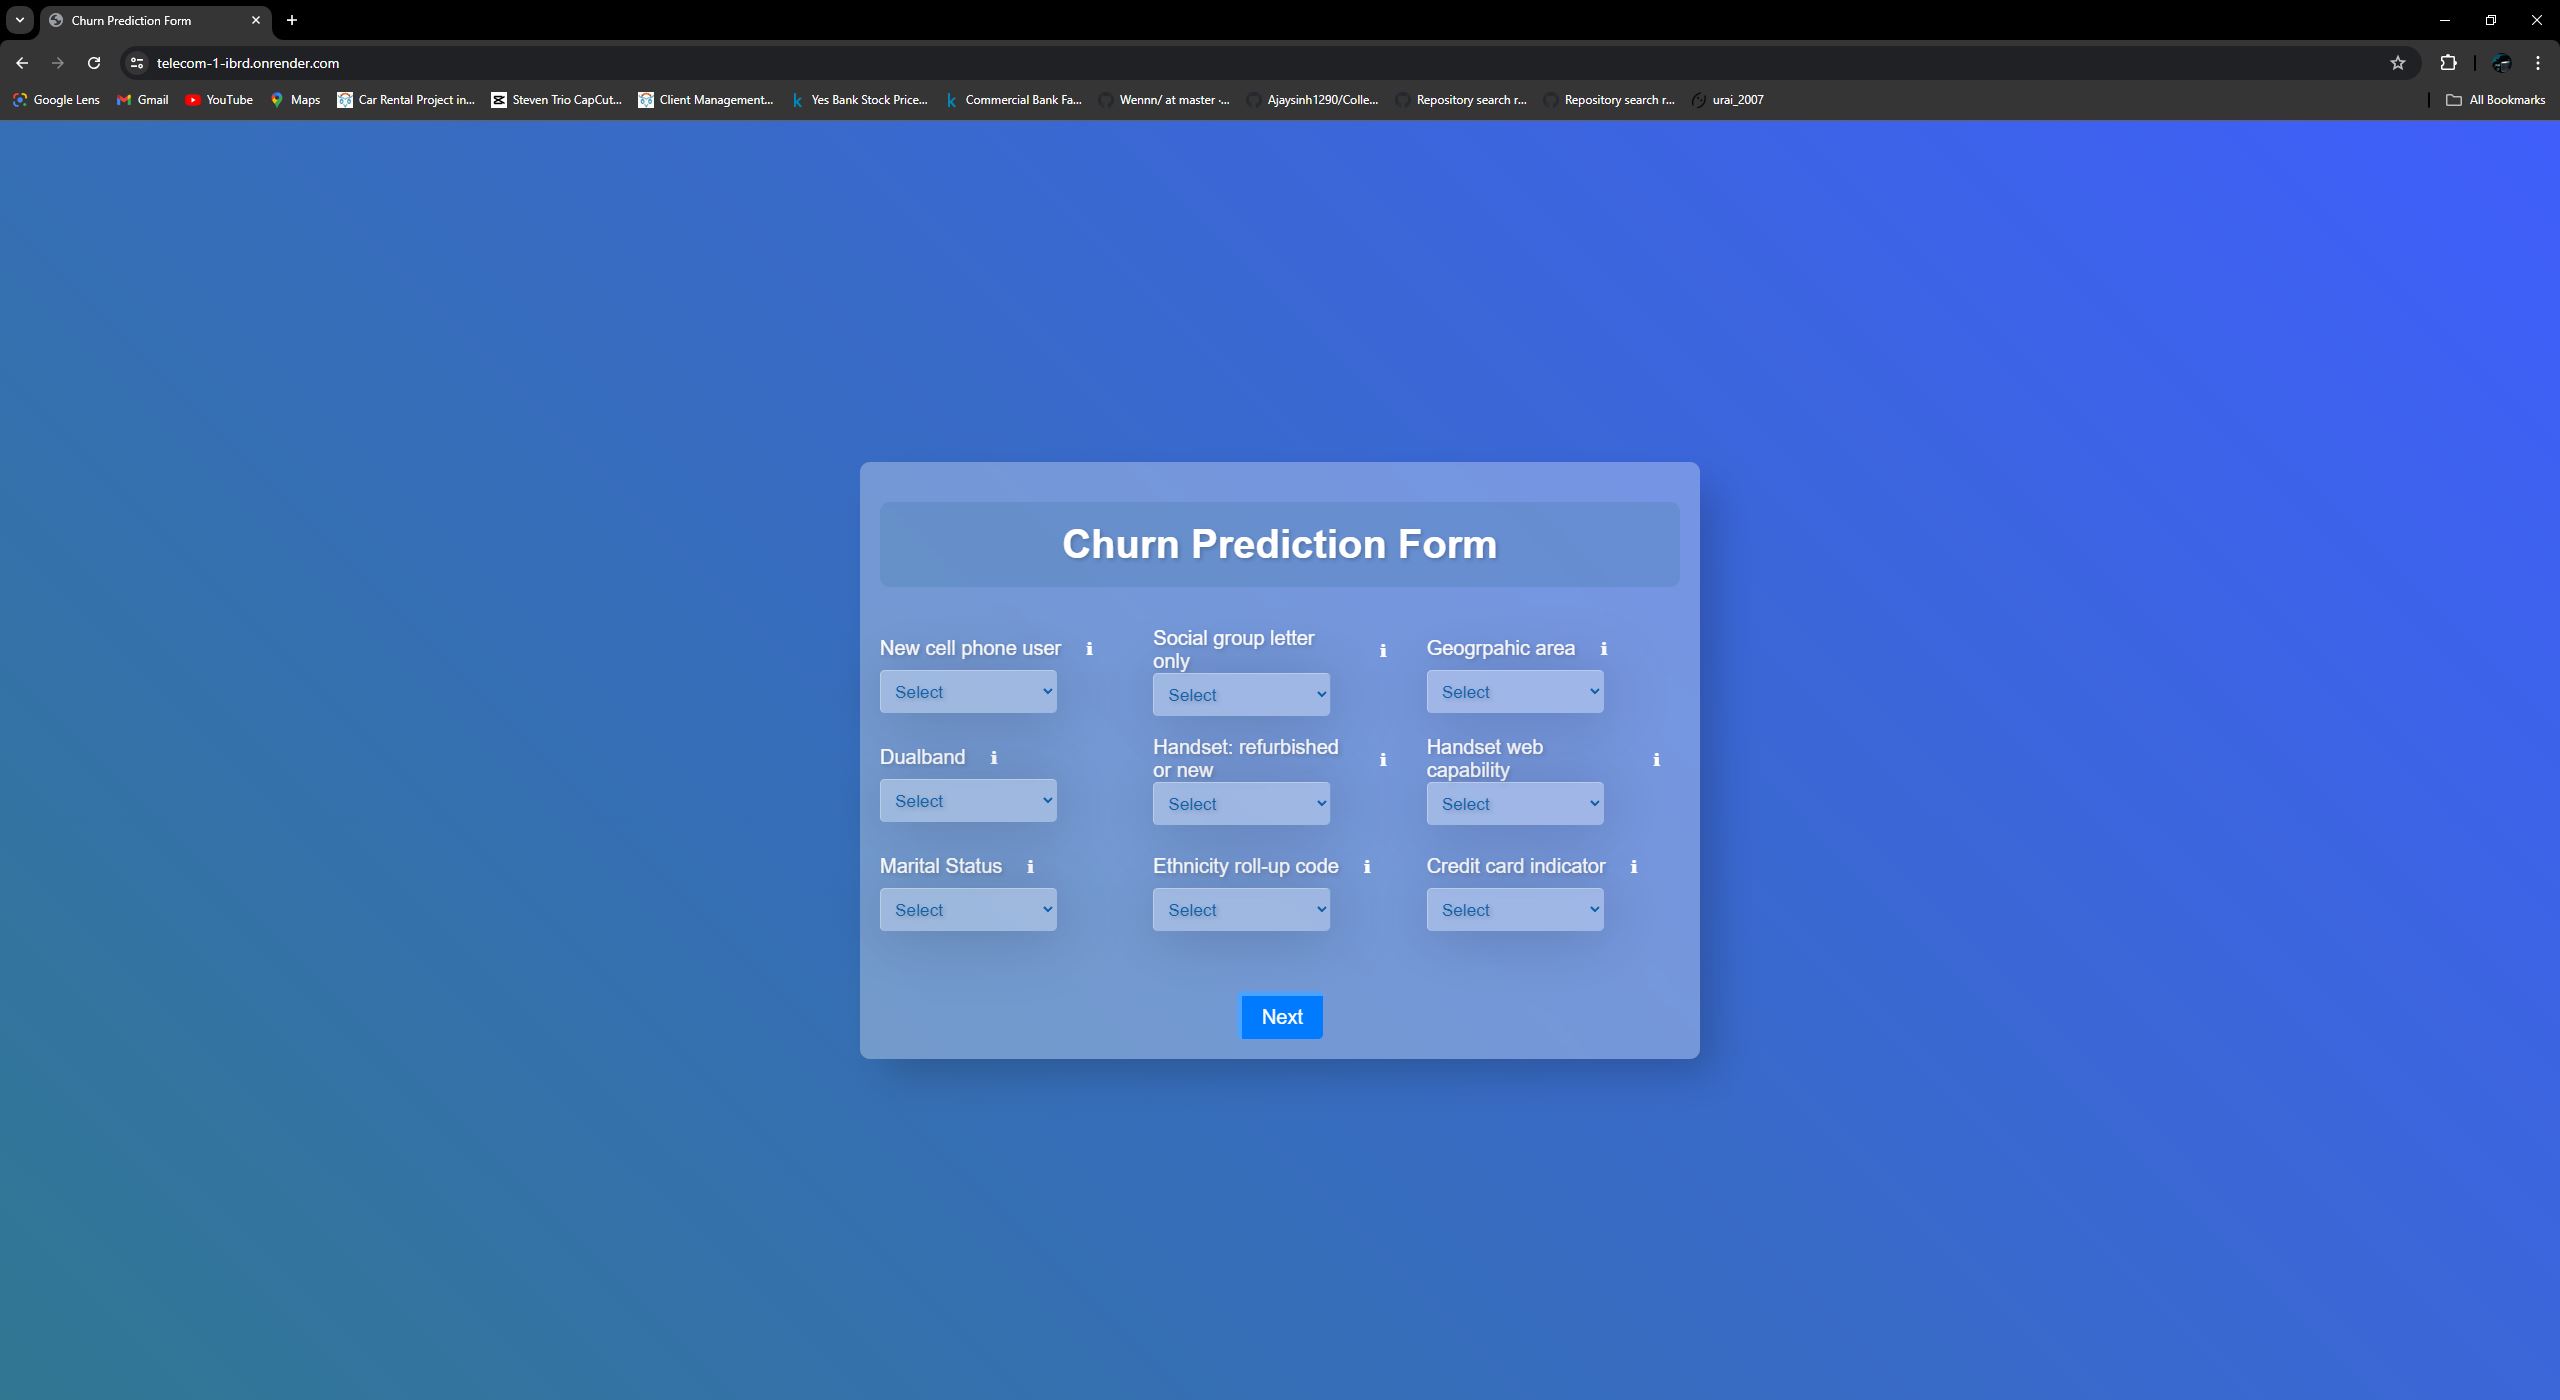 Churn Prediction Form
telecom-1-ibrd.onrender.com
Google Lens Gmail YouTube Maps Car Rental Project in... Steven Trio CapCut... Client Management... Yes Bank Stock Price... Commercial Bank Fa... Wennn/ at master ·... Ajaysinh1290/Colle... Repository search r... Repository search r... urai_2007 All Bookmarks
Churn Prediction Form
New cell phone user
Select
Social group letter
only
Select
Geogrpahic area
Select
Dualband
Select
Handset: refurbished
or new
Select
Handset web
capability
Select
Marital Status
Select
Ethnicity roll-up code
Select
Credit card indicator
Select
Next